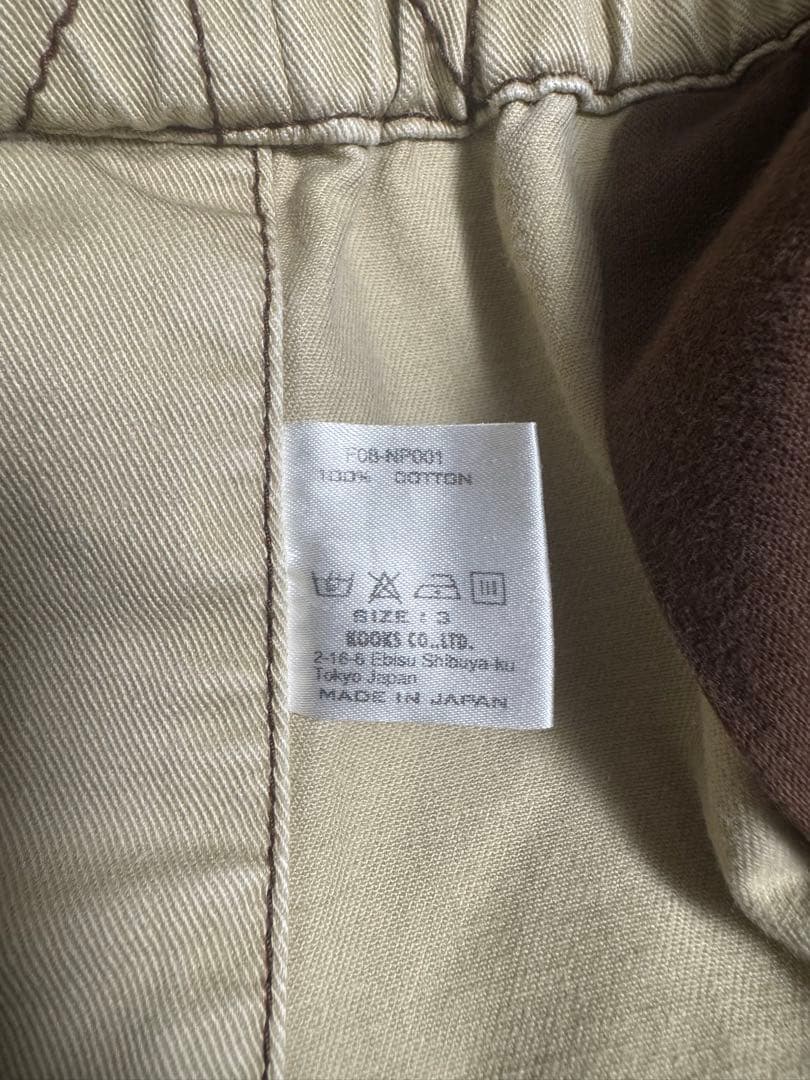 F08-NP001
100% COTTON
SIZE : 3
KOOKS CO.,LTD.
2-16-6 Ebisu Shibuya-ku
Tokyo Japan
MADE IN JAPAN